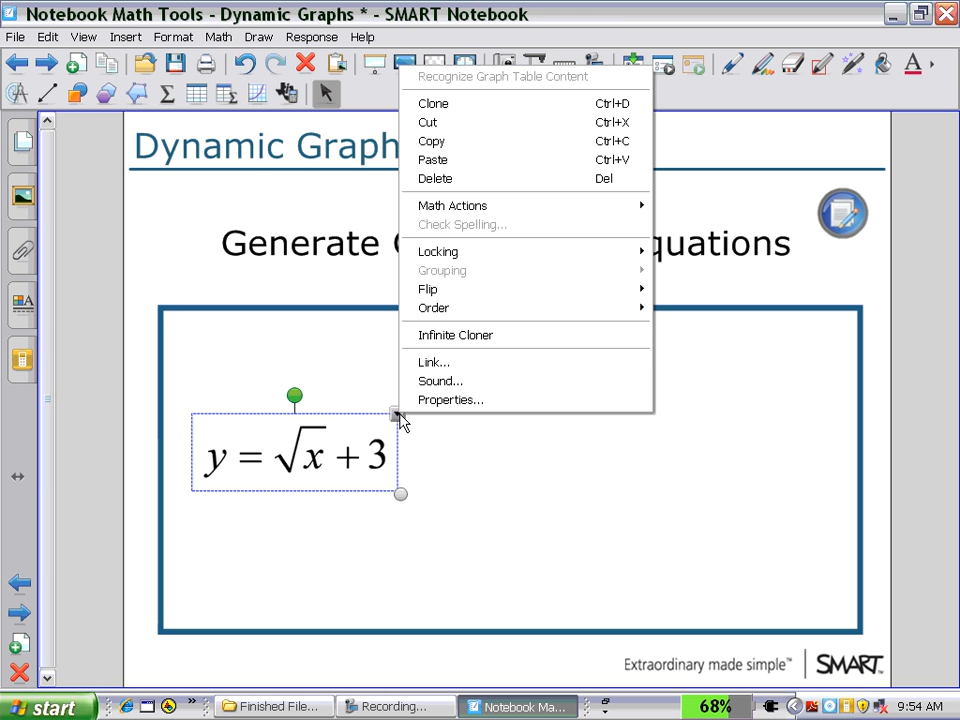 Notebook Math Tools - Dynamic Graphs * - SMART Notebook
File Edit View Insert Format Math Draw Response Help
Recognize Graph Table Content
Clone Ctrl+D
Cut Ctrl+X
Copy Ctrl+C
Paste Ctrl+V
Delete Del
Math Actions
Check Spelling...
Locking
Grouping
Flip
Order
Infinite Cloner
Link...
Sound...
Properties...
Dynamic Graph
Generate quations
y = √x + 3
Extraordinary made simple™ SMART
start Finished File... Recording... Notebook Ma... 68% 9:54 AM